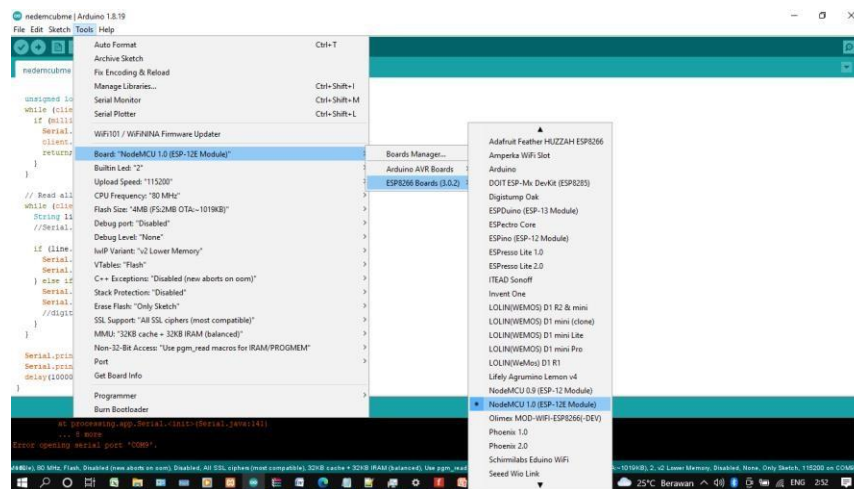 nedemcubme | Arduino 1.8.19
File Edit Sketch Tools Help
nedemcubme
Auto Format Ctrl+T
Archive Sketch
Fix Encoding & Reload
Manage Libraries... Ctrl+Shift+I
Serial Monitor Ctrl+Shift+M
Serial Plotter Ctrl+Shift+L
WiFi101 / WiFiNINA Firmware Updater
Board: "NodeMCU 1.0 (ESP-12E Module)"
Builtin Led: "2"
Upload Speed: "115200"
CPU Frequency: "80 MHz"
Flash Size: "4MB (FS:2MB OTA:~1019KB)"
Debug port: "Disabled"
Debug Level: "None"
lwIP Variant: "v2 Lower Memory"
VTables: "Flash"
C++ Exceptions: "Disabled (new aborts on oom)"
Stack Protection: "Disabled"
Erase Flash: "Only Sketch"
SSL Support: "All SSL ciphers (most compatible)"
MMU: "32KB cache + 32KB IRAM (balanced)"
Non-32-Bit Access: "Use pgm_read macros for IRAM/PROGMEM"
Port
Get Board Info
Programmer
Burn Bootloader
Boards Manager...
Arduino AVR Boards
ESP8266 Boards (3.0.2)
Adafruit Feather HUZZAH ESP8266
Amperka WiFi Slot
Arduino
DOIT ESP-Mx DevKit (ESP8285)
Digistump Oak
ESPDuino (ESP-13 Module)
ESPectro Core
ESPino (ESP-12 Module)
ESPresso Lite 1.0
ESPresso Lite 2.0
ITEAD Sonoff
Invent One
LOLIN(WEMOS) D1 R2 & mini
LOLIN(WEMOS) D1 mini (clone)
LOLIN(WEMOS) D1 mini Lite
LOLIN(WEMOS) D1 mini Pro
LOLIN(WeMos) D1 R1
Lifely Agrumino Lemon v4
NodeMCU 0.9 (ESP-12 Module)
NodeMCU 1.0 (ESP-12E Module)
Olimex MOD-WIFI-ESP8266(-DEV)
Phoenix 1.0
Phoenix 2.0
Schirmilabs Eduino WiFi
Seeed Wio Link
unsigned lo
while (clie
if (milli
Serial.
client.
return;
}
}
// Read all
while (clie
String li
//Serial.
if (line.
Serial.
Serial.
} else if
Serial.
Serial.
//digit
}
}
Serial.prin
Serial.prin
delay(10000
}
at processing.app.Serial.<init>(Serial.java:141)
... 6 more
Error opening serial port 'COM9'.
25°C Berawan ENG 2:52